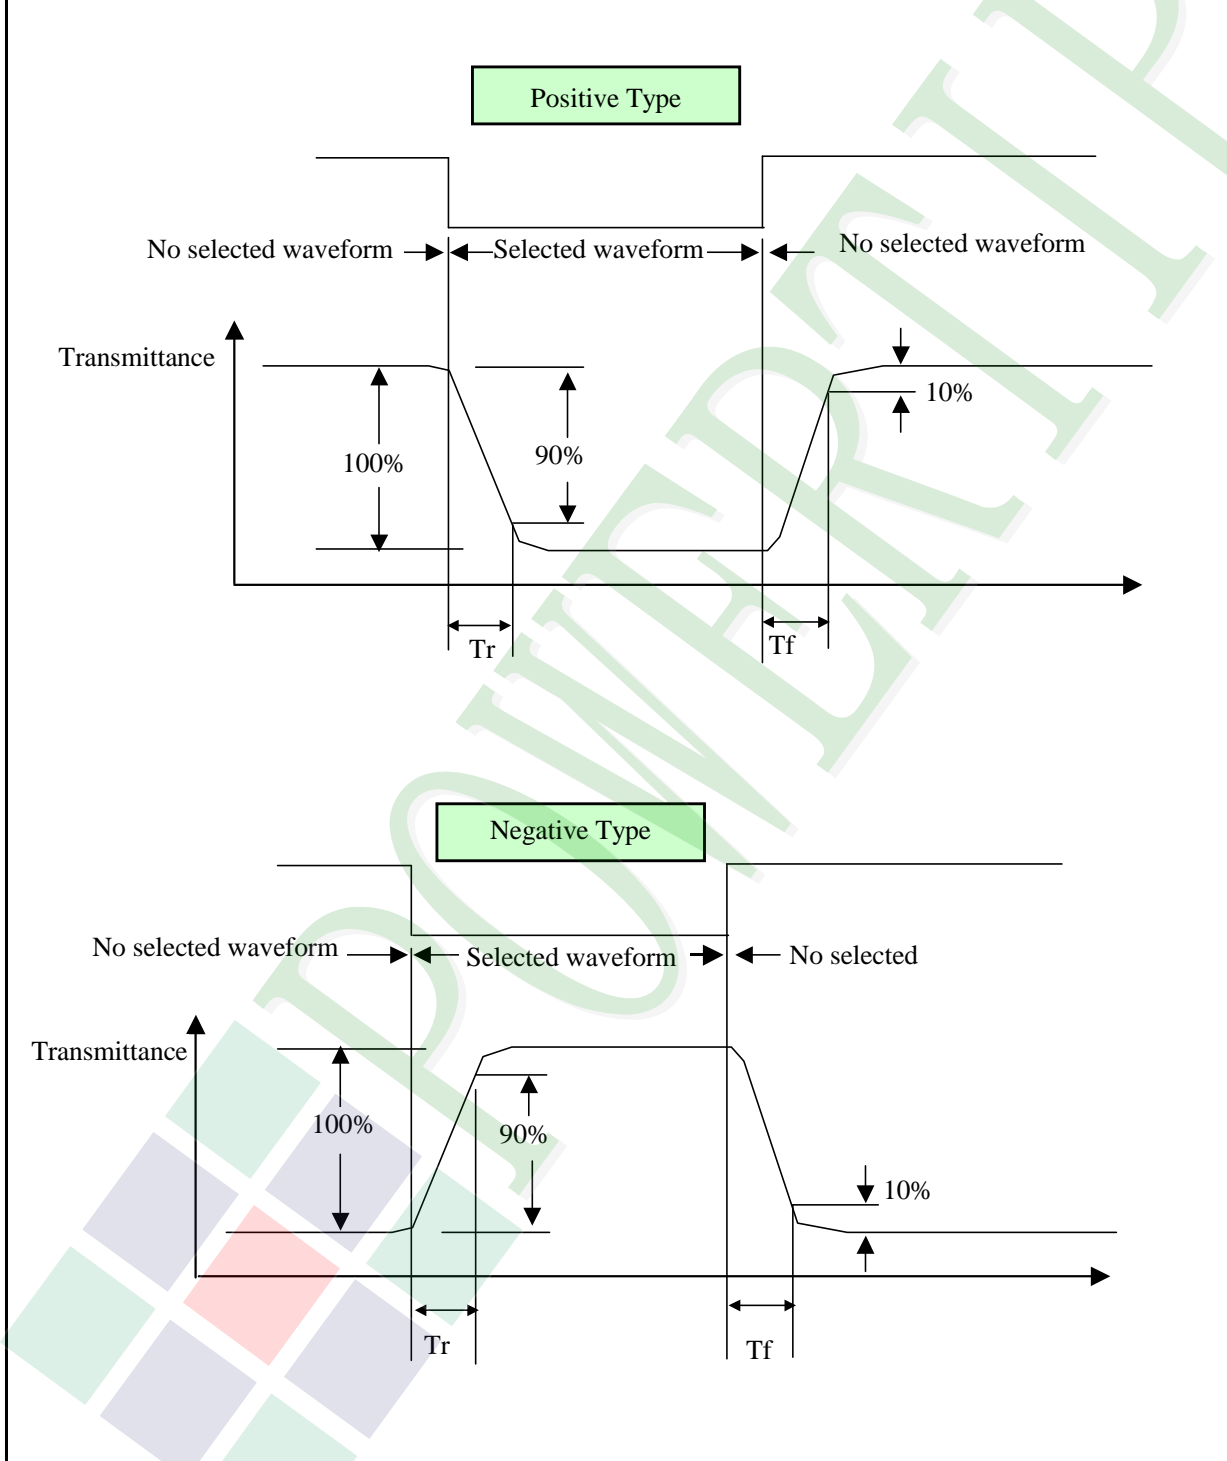 Positive Type
No selected waveform
Selected waveform
No selected waveform
Transmittance
10%
90%
100%
Tr
Tf
Negative Type
No selected waveform
Selected waveform
No selected
Transmittance
100%
90%
10%
Tr
Tf
POWERTIP